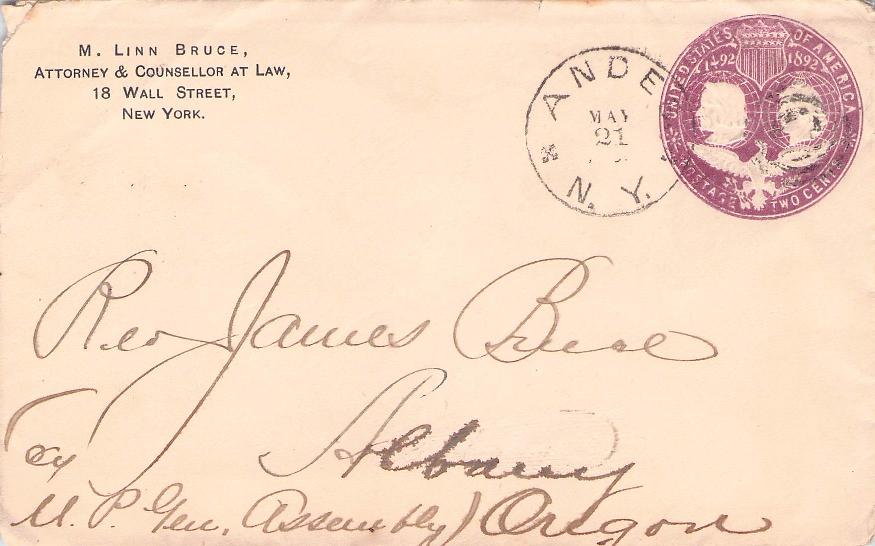 M. Linn Bruce,
Attorney & Counsellor at Law,
18 Wall Street,
New York.
ANDE
MAY
21
N. Y.
UNITED STATES OF AMERICA
1492 1892
POSTAGE TWO CENTS
Rev James Bruce
Albany
U. P. Gen. Assembly) Oregon